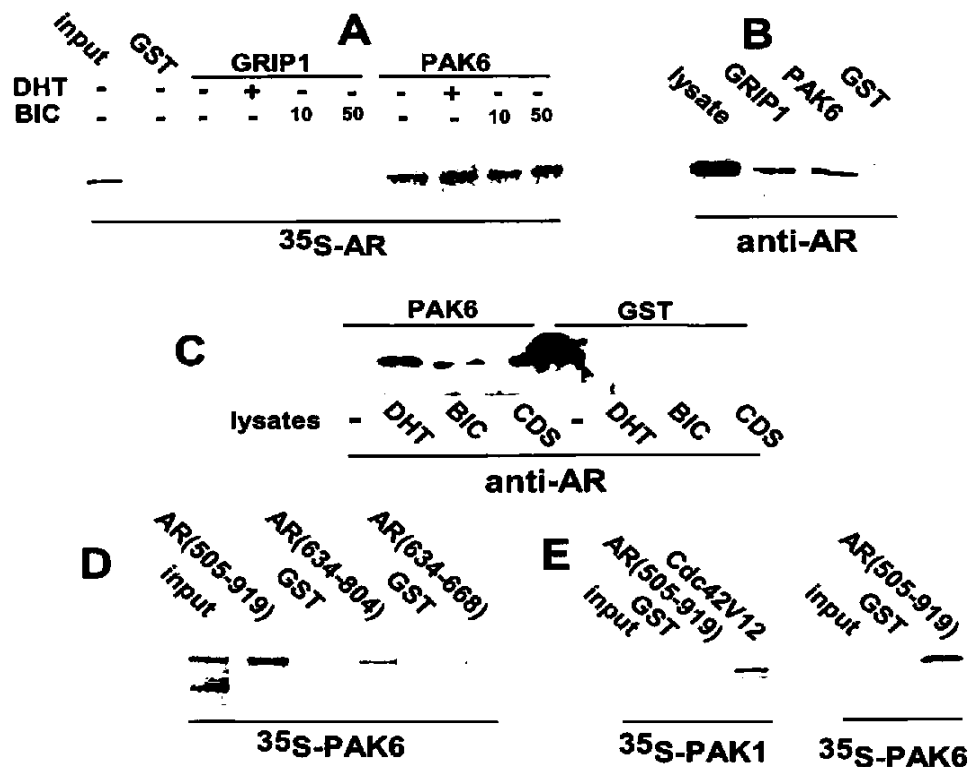 A
input GST GRIP1 PAK6
DHT - - - + - - - + - -
BIC - - - - 10 50 - - 10 50
35S-AR
B
lysate GRIP1 PAK6 GST
anti-AR
C
PAK6 GST
lysates - DHT BIC CDS - DHT BIC CDS
anti-AR
D
input AR(505-919) GST AR(634-804) GST AR(634-668)
35S-PAK6
E
input GST AR(505-919) Cdc42V12
35S-PAK1
input GST AR(505-919)
35S-PAK6